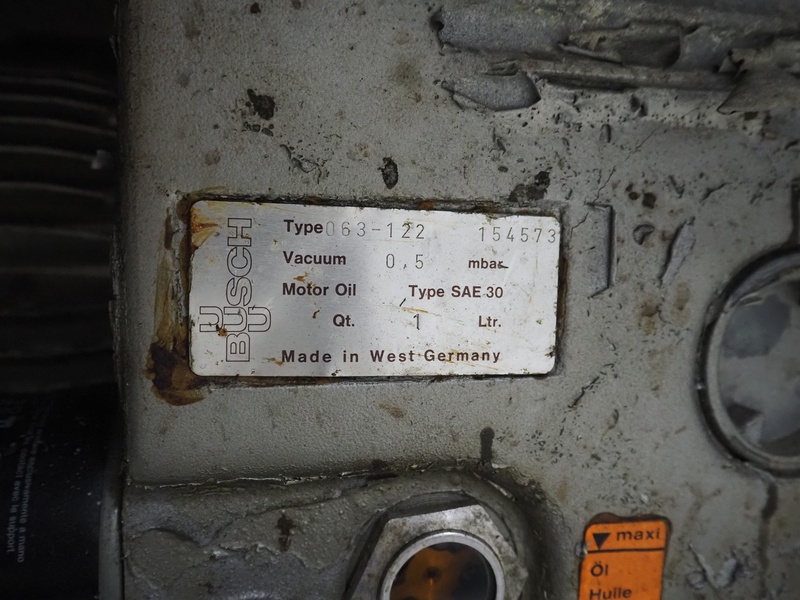 BUSCH
Type 063-122 154573
Vacuum 0,5 mbar
Motor Oil Type SAE 30
Qt. 1 Ltr.
Made in West Germany
maxi
Öl
Huile